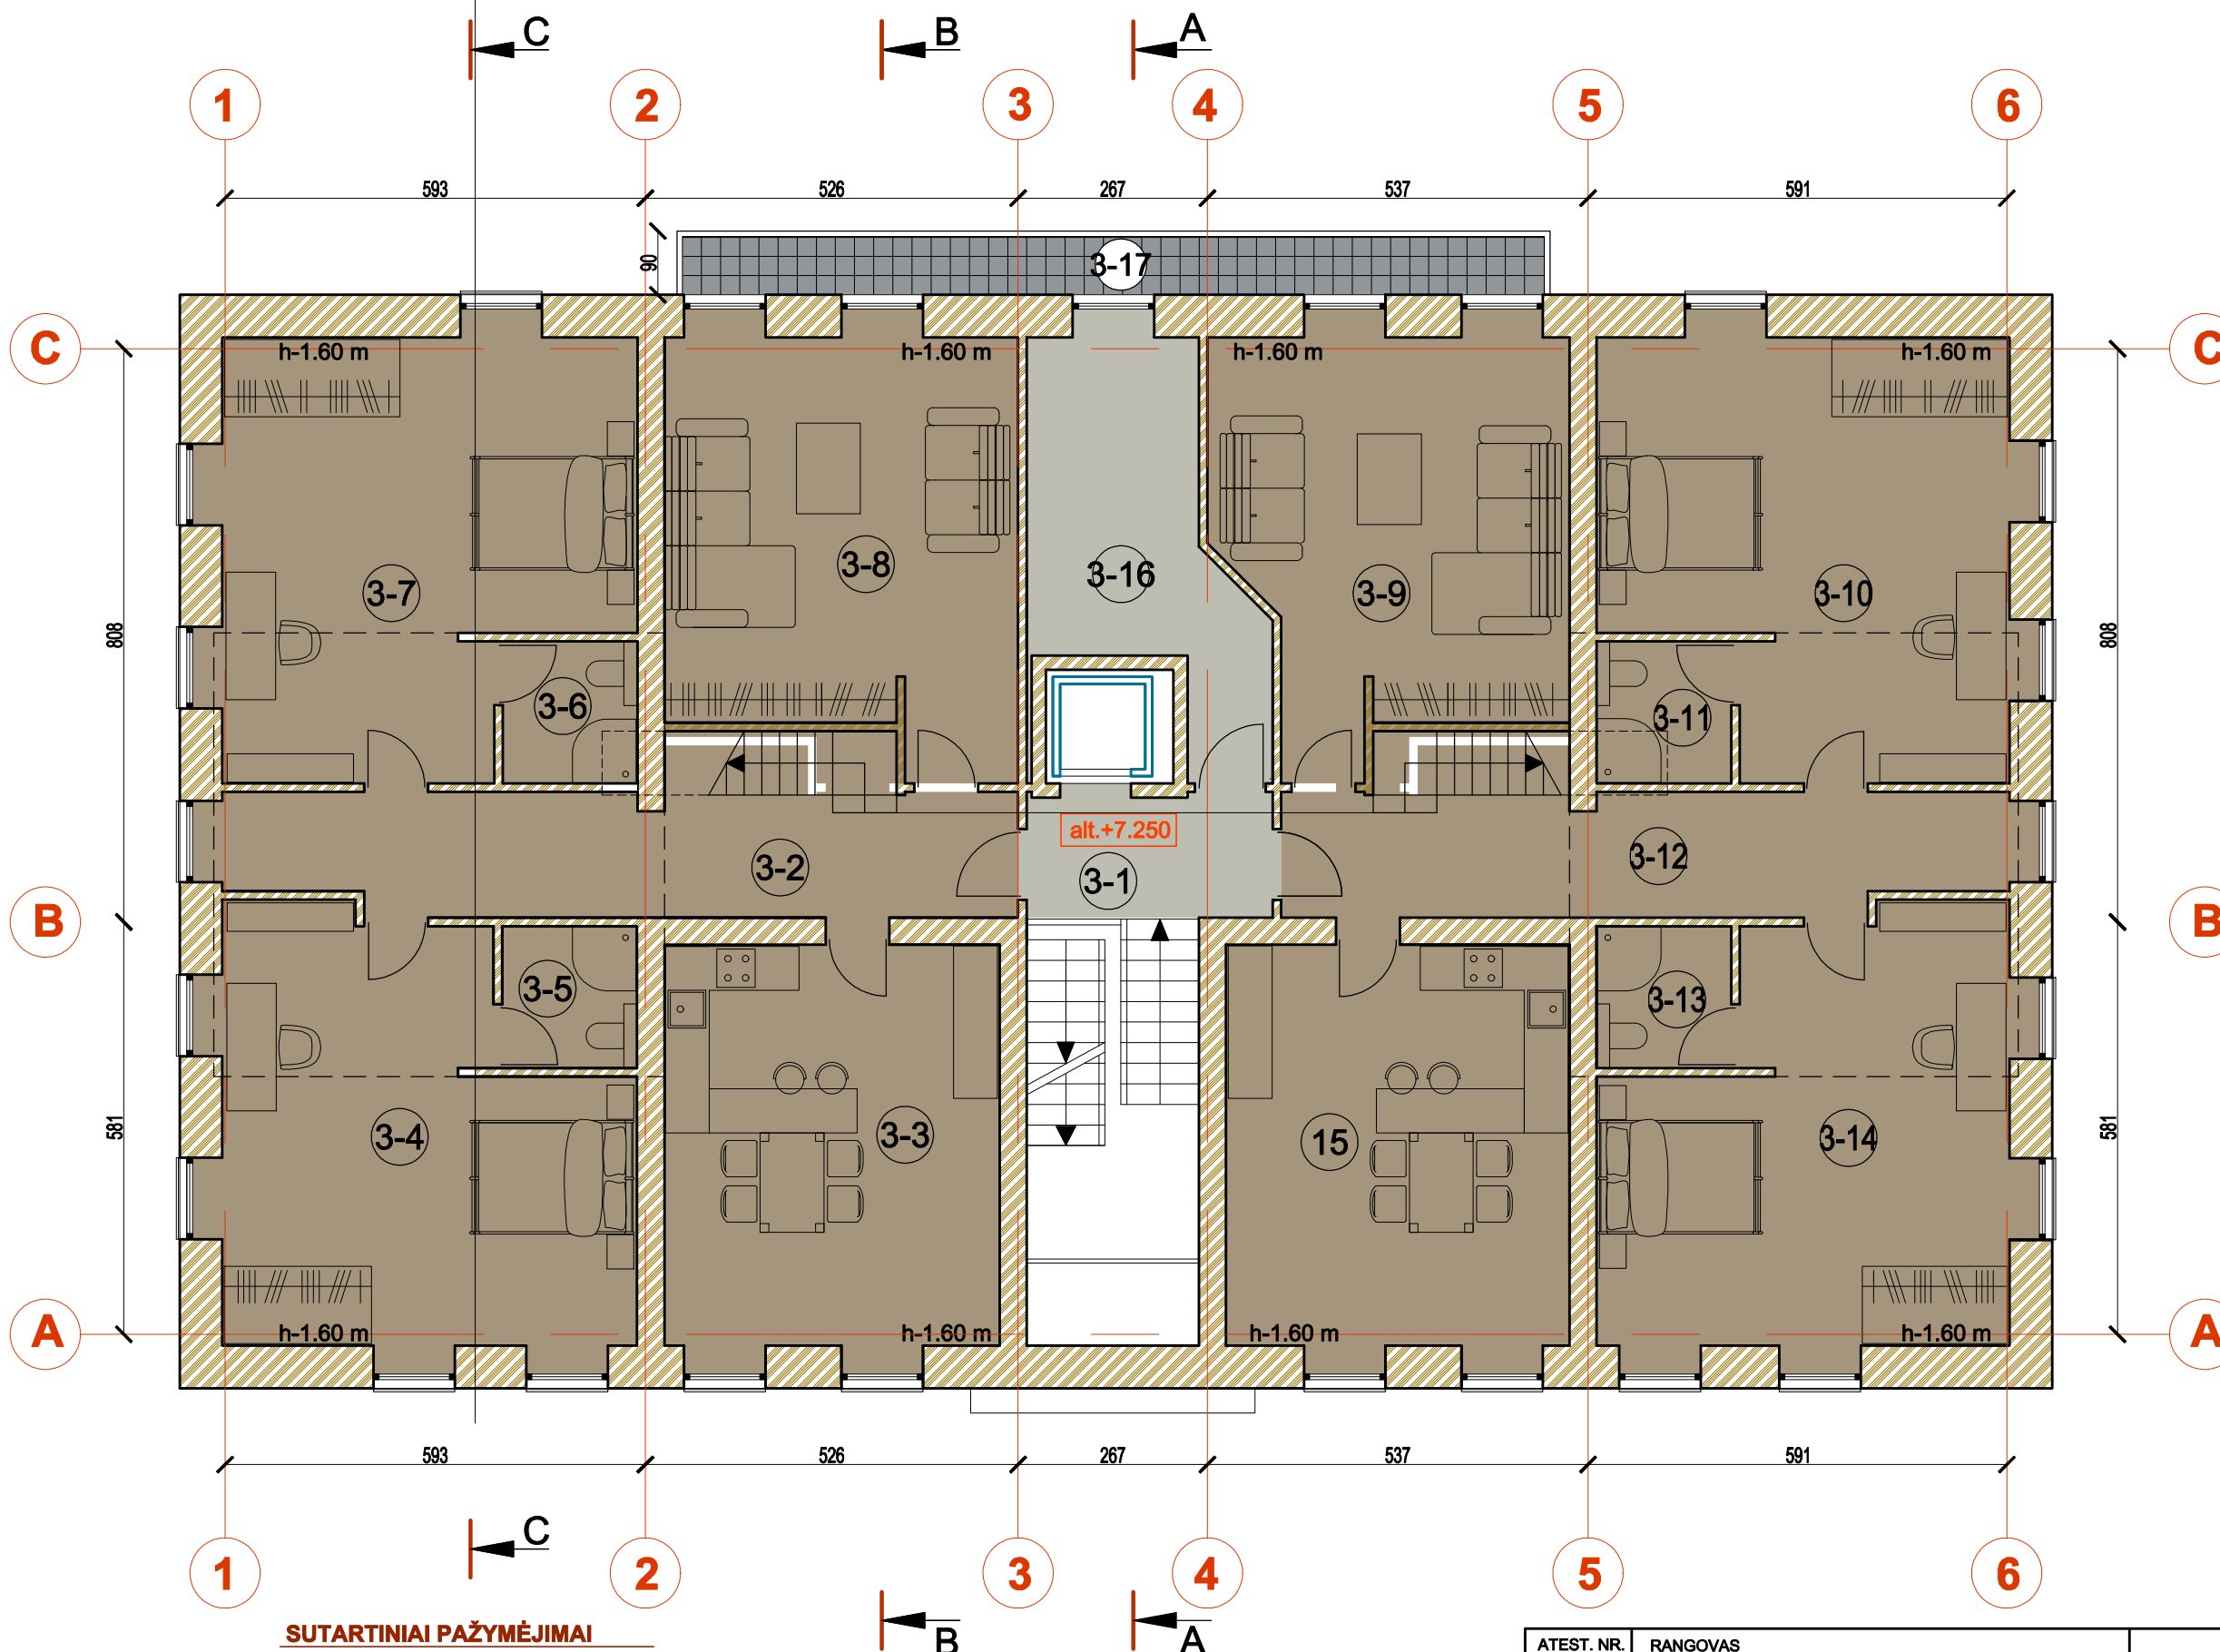 C B A
1 2 3 4 5 6
593 526 267 537 591
90
3-17
C C
h-1.60 m h-1.60 m h-1.60 m h-1.60 m
3-8
3-16
3-7 3-9 3-10
808 808
3-6 3-11
alt.+7.250
3-2 3-1 3-12
B B
3-5 3-13
581 581
3-4 3-3 15 3-14
A A
h-1.60 m h-1.60 m h-1.60 m h-1.60 m
593 526 267 537 591
C
1 2 3 4 5 6
B A
SUTARTINIAI PAŽYMĖJIMAI
ATEST. NR. RANGOVAS